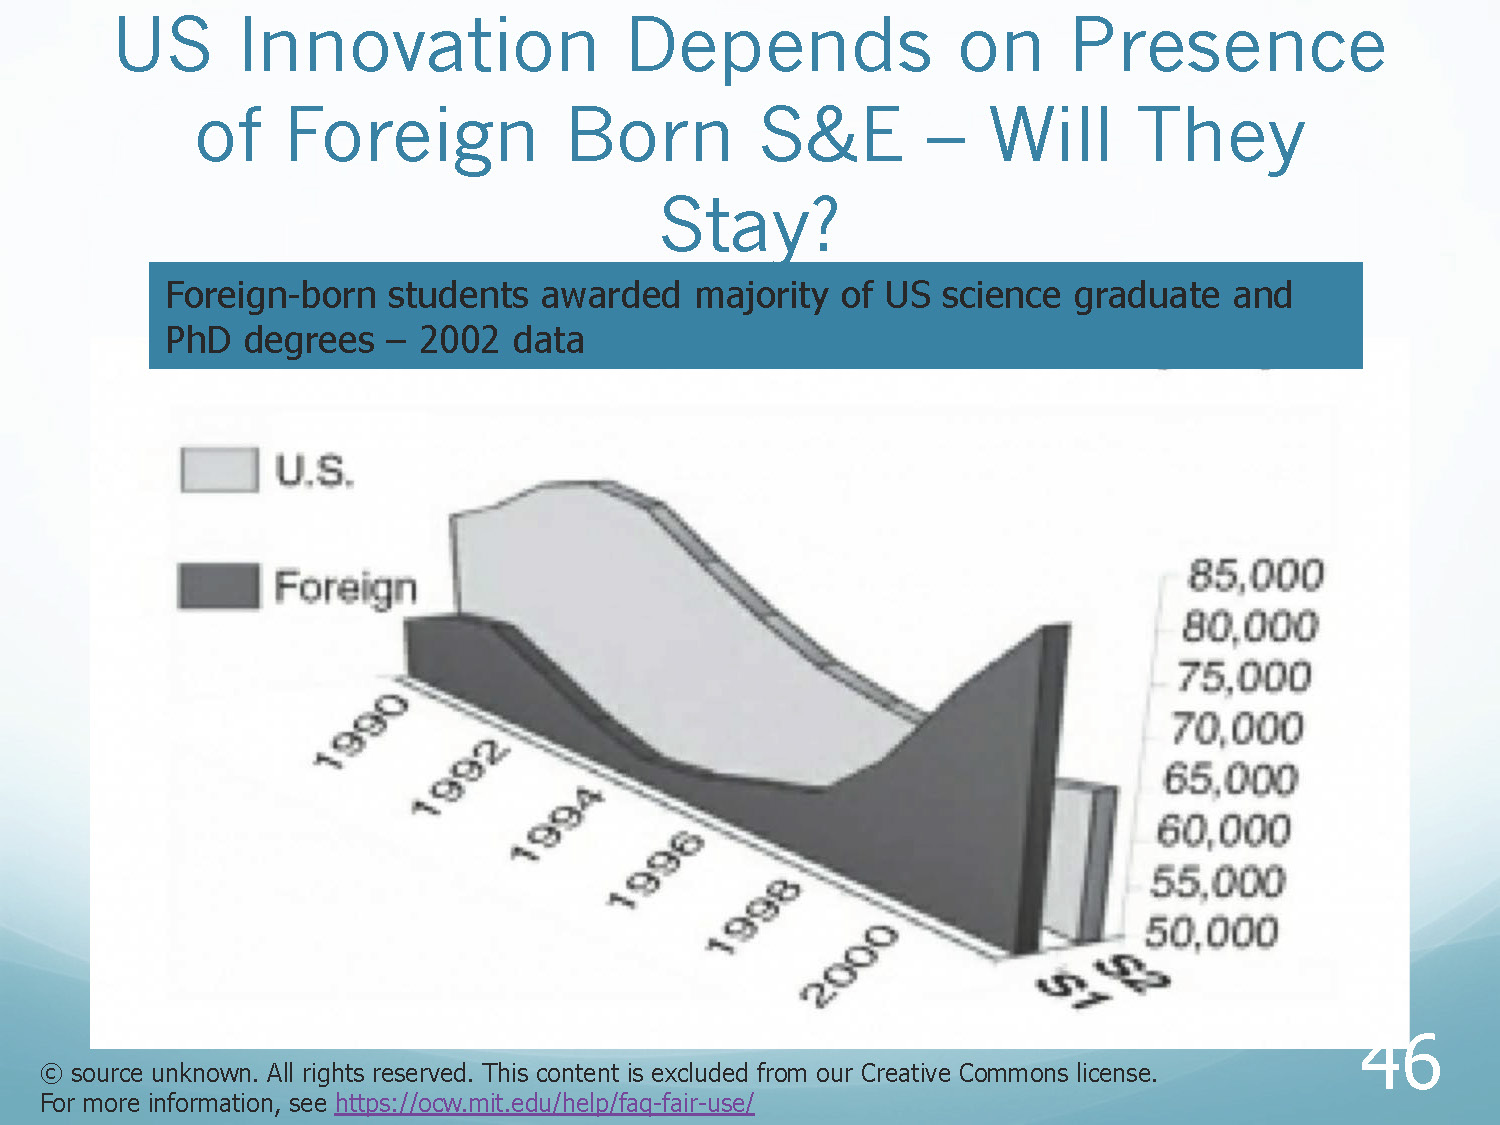 US Innovation Depends on Presence
of Foreign Born S&E – Will They
Stay?
Foreign-born students awarded majority of US science graduate and
PhD degrees – 2002 data
U.S.
Foreign
85,000
80,000
75,000
70,000
65,000
60,000
55,000
50,000
1990
1992
1994
1996
1998
2000
S1
S2
46
© source unknown. All rights reserved. This content is excluded from our Creative Commons license.
For more information, see https://ocw.mit.edu/help/faq-fair-use/